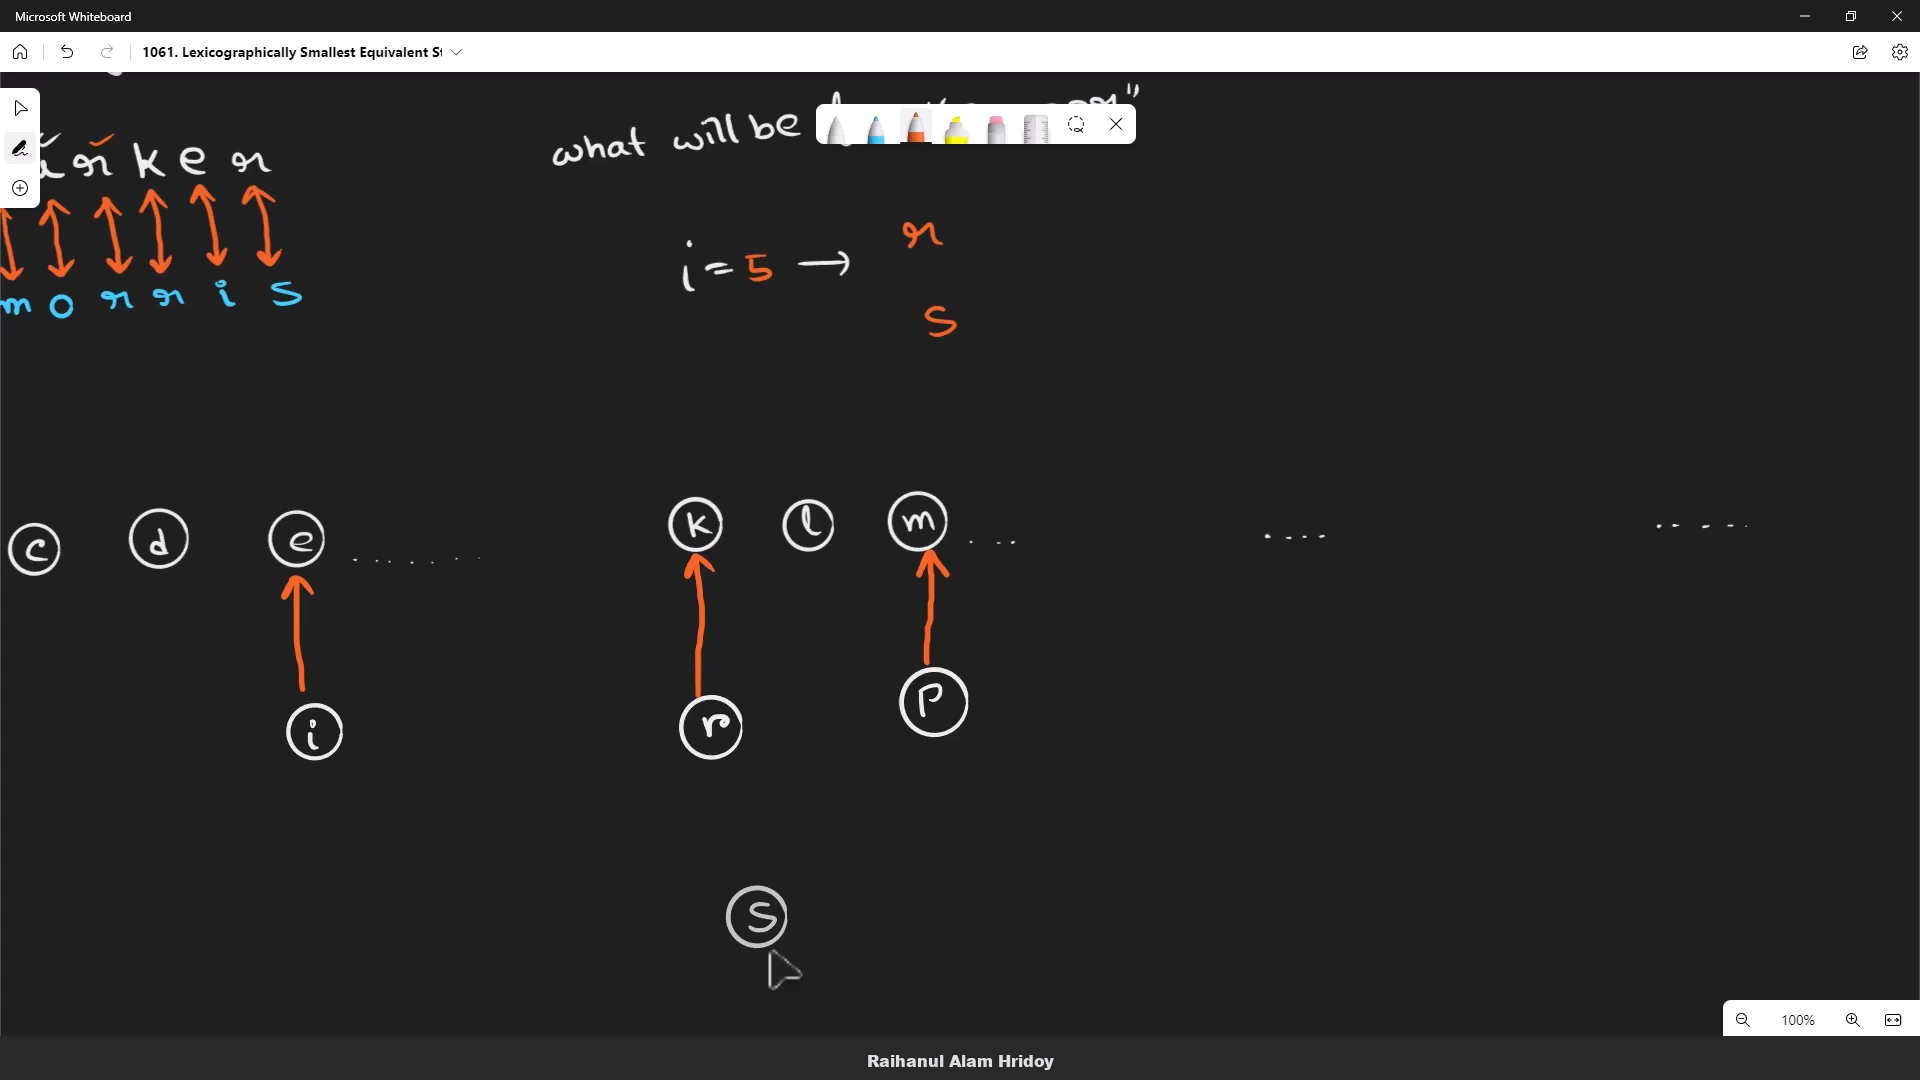 Microsoft Whiteboard
1061. Lexicographically Smallest Equivalent St
what will be
r k e r
m o r r i s
i = 5 → r
s
c d e ....... k l m ... .... .....
i r p
s
100%
Raihanul Alam Hridoy